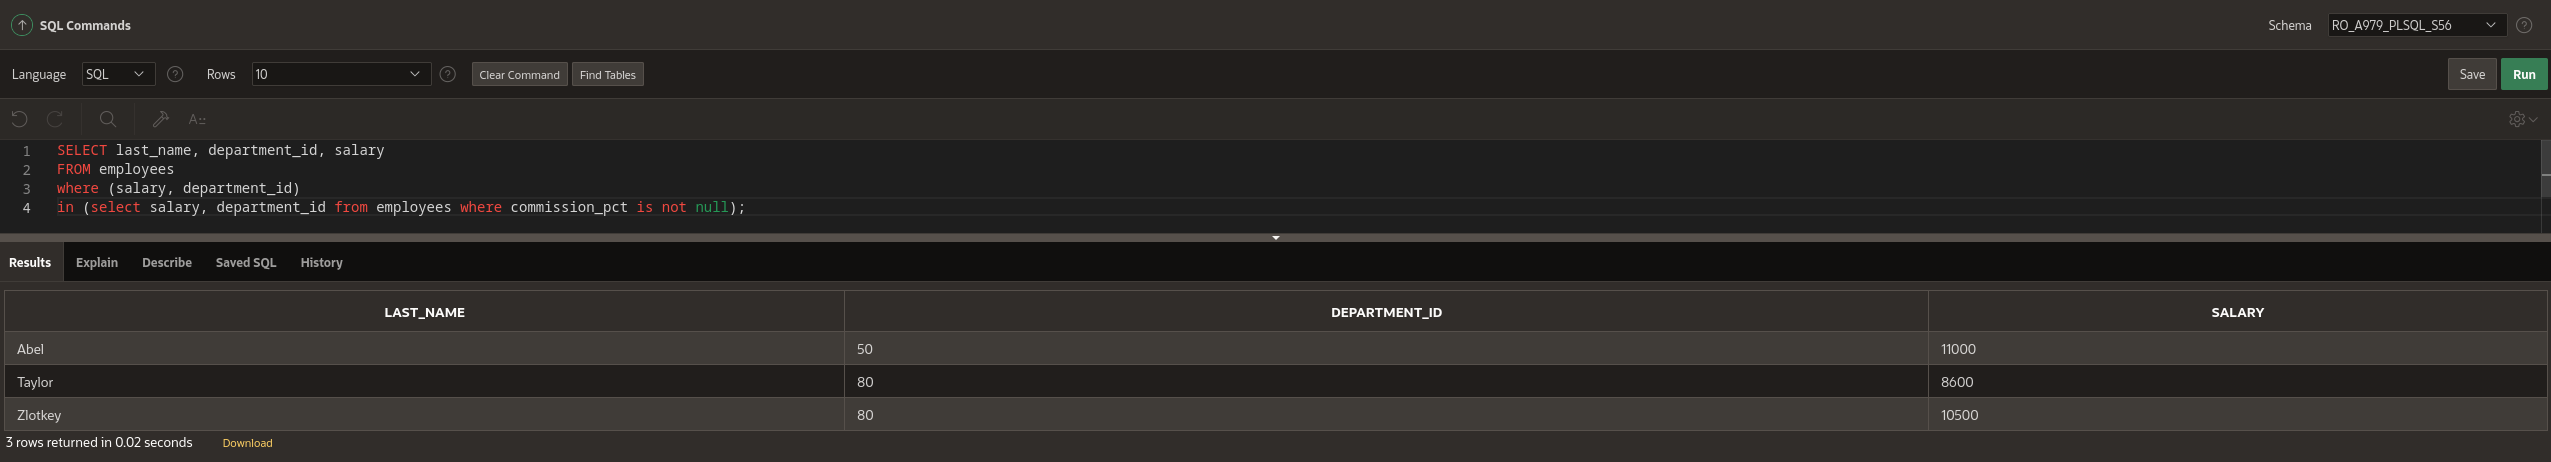 SQL Commands
Schema RO_A979_PLSQL_S56
Language SQL Rows 10 Clear Command Find Tables Save Run
A
1 SELECT last_name, department_id, salary
2 FROM employees
3 where (salary, department_id)
4 in (select salary, department_id from employees where commission_pct is not null);
Results Explain Describe Saved SQL History
LAST_NAME DEPARTMENT_ID SALARY
Abel 50 11000
Taylor 80 8600
Zlotkey 80 10500
3 rows returned in 0.02 seconds Download